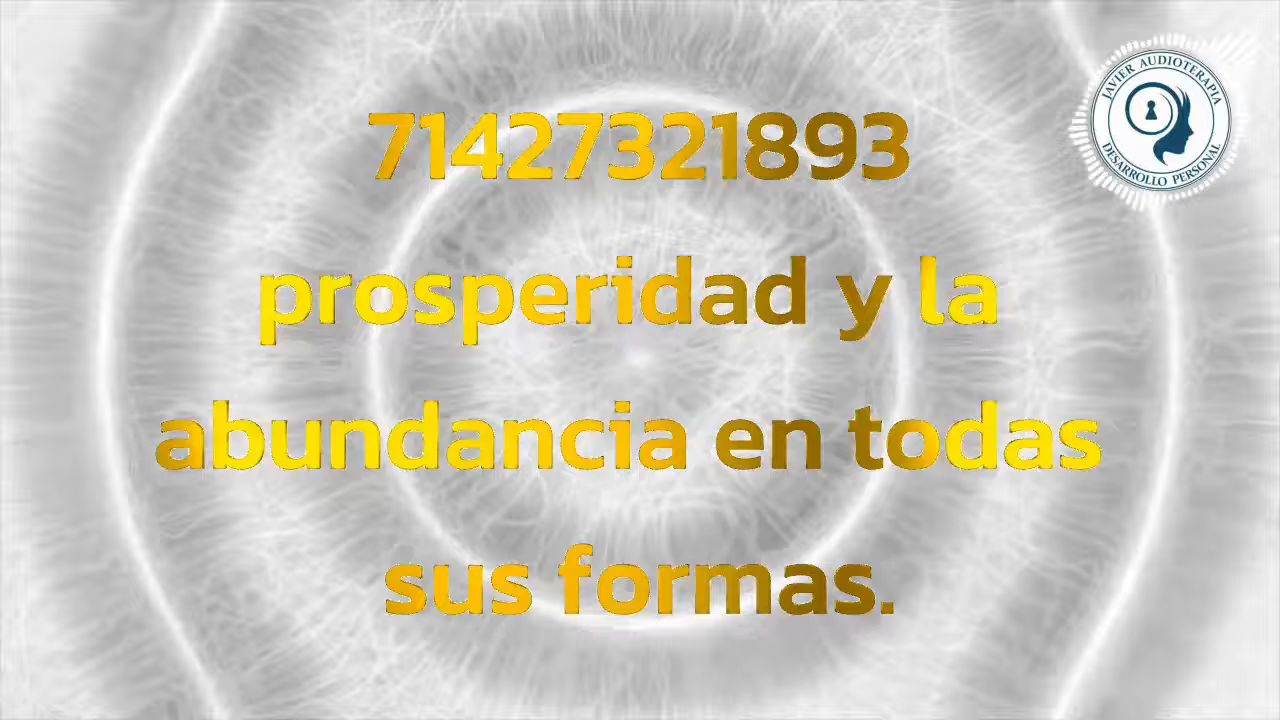 71427321893
prosperidad y la
abundancia en todas
sus formas.
JAVIER AUDIOTERAPIA
DESARROLLO PERSONAL